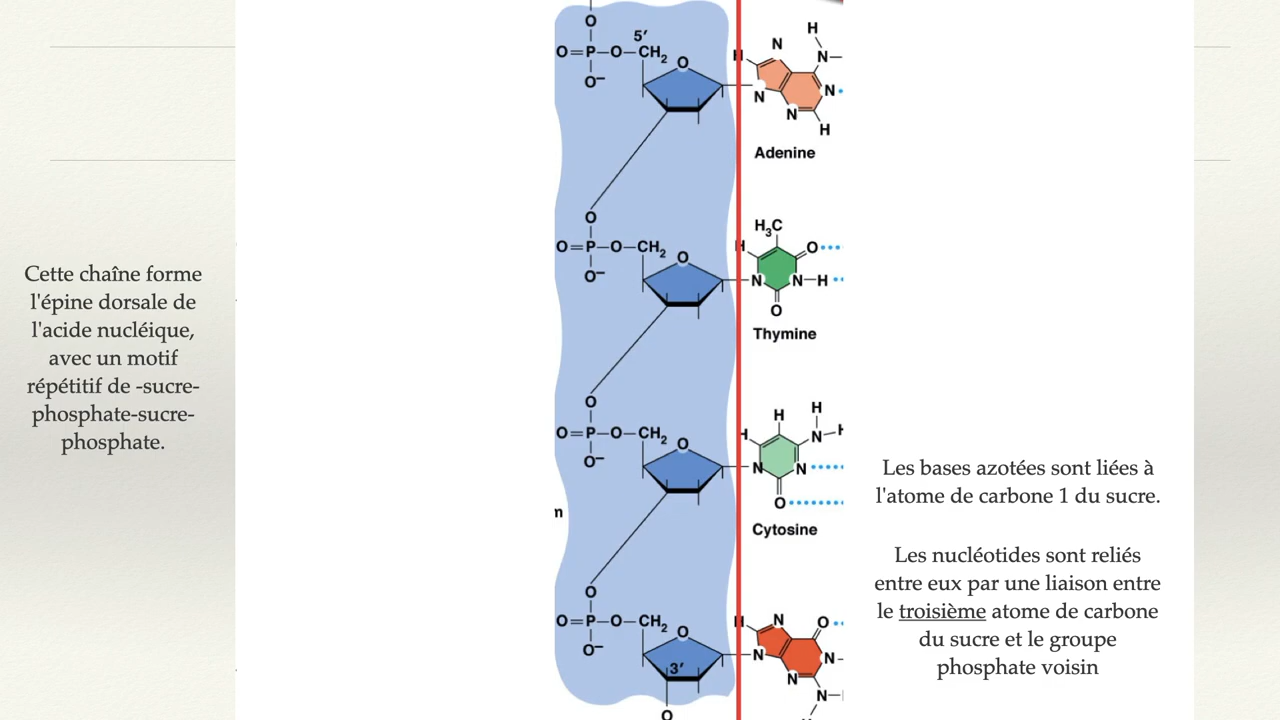 Cette chaîne forme
l'épine dorsale de
l'acide nucléique,
avec un motif
répétitif de -sucre-
phosphate-sucre-
phosphate.
O
O=P—O—CH2
5′
O
O–
H
N
H
N—
N
N
N
H
Adenine
O
O=P—O—CH2
O
O–
H3C
H
O
N
N—H
O
Thymine
O
O=P—O—CH2
O
O–
H
H
H
N—H
N
N
O
n
Cytosine
O
O=P—O—CH2
O
O–
3′
O
H
N
O
N
N–
N
N–
Les bases azotées sont liées à
l'atome de carbone 1 du sucre.
Les nucléotides sont reliés
entre eux par une liaison entre
le troisième atome de carbone
du sucre et le groupe
phosphate voisin